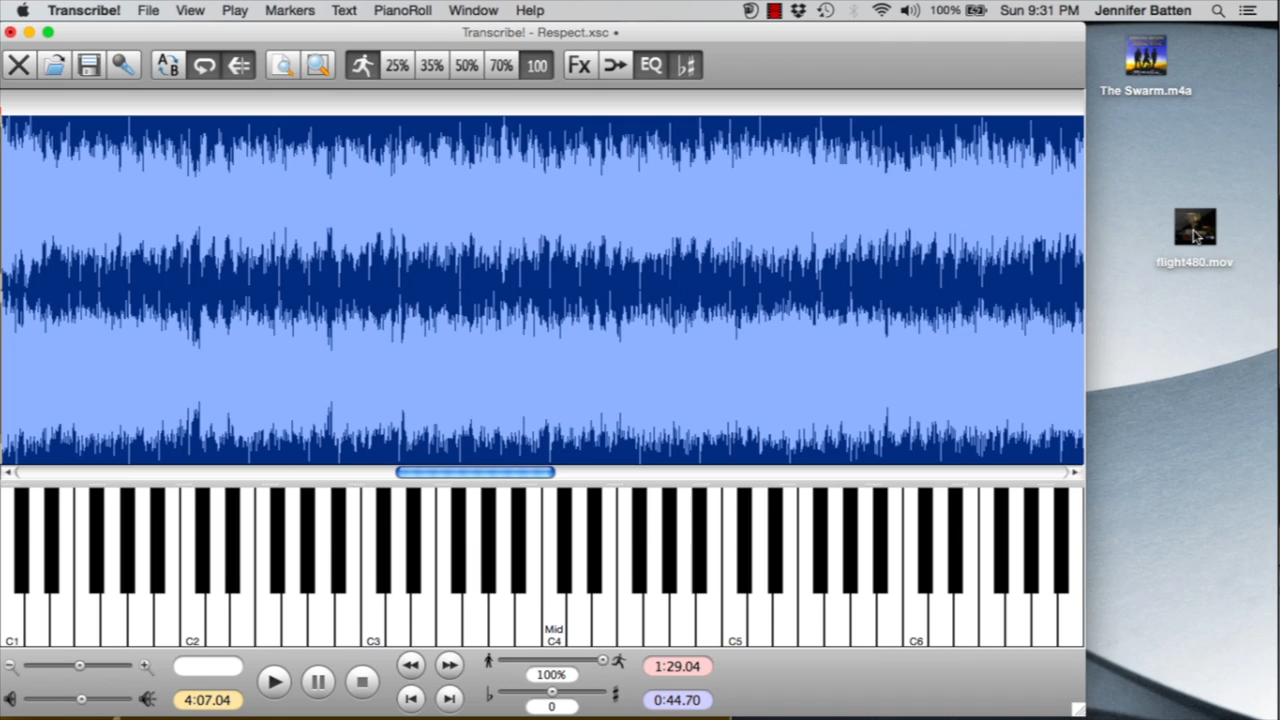 Transcribe! File View Play Markers Text PianoRoll Window Help 100% Sun 9:31 PM Jennifer Batten
Transcribe! - Respect.xsc •
A B 25% 35% 50% 70% 100 Fx EQ ♭♯
The Swarm.m4a
flight480.mov
C1 C2 C3 Mid C4 C5 C6
100% 1:29.04
4:07.04 ♭ ♯ 0:44.70
0